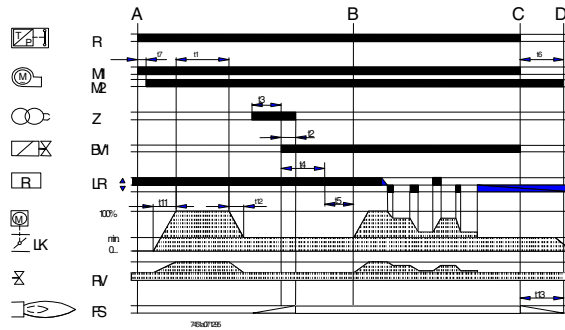 A B C D
T P R
t7 t1 t6
M M1
M2
t3
Z
t2
BV1
t4
R LR
t5
t11 t12
M 100%
min.
LK 0...
RV
t13
FS